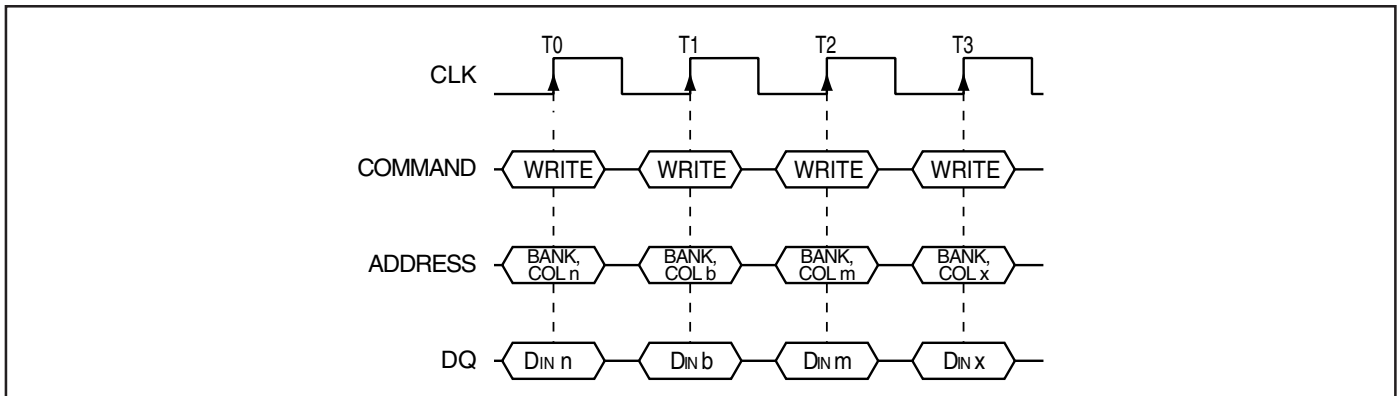 T0 T1 T2 T3
CLK
COMMAND WRITE WRITE WRITE WRITE
ADDRESS BANK, COL n BANK, COL b BANK, COL m BANK, COL x
DQ DIN n DIN b DIN m DIN x